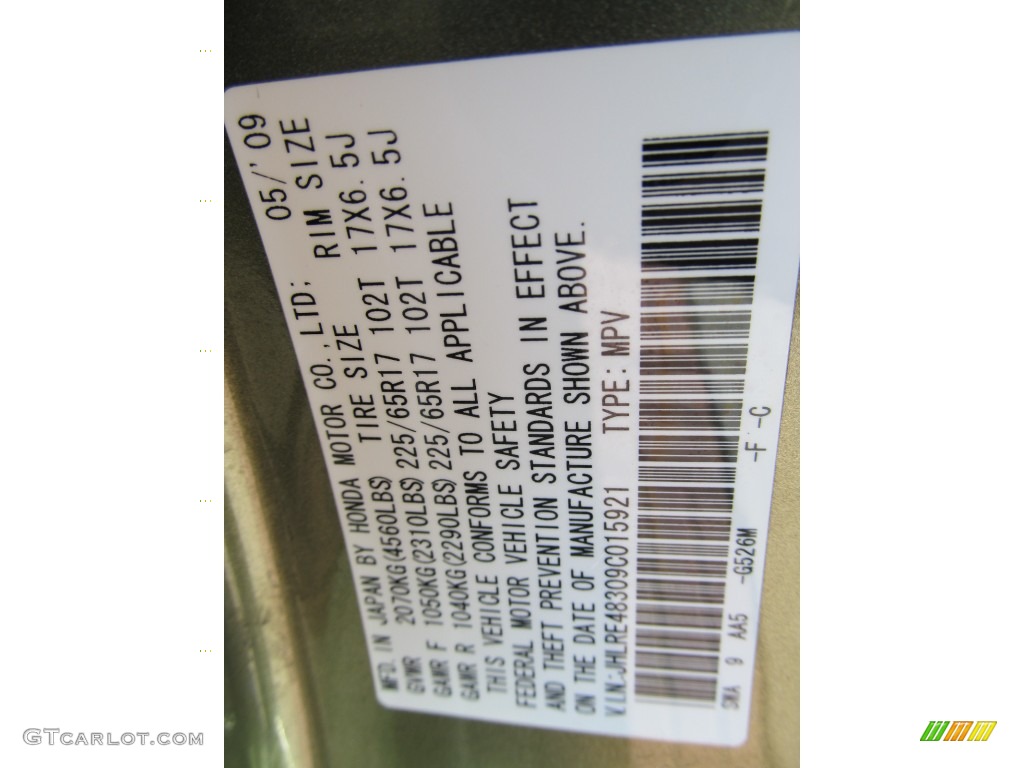 MFD. IN JAPAN BY HONDA MOTOR CO., LTD; 05/'09
TIRE SIZE RIM SIZE
GVWR 2070KG(4560LBS)
GAWR F 1050KG(2310LBS) 225/65R17 102T 17X6.5J
GAWR R 1040KG(2290LBS) 225/65R17 102T 17X6.5J
THIS VEHICLE CONFORMS TO ALL APPLICABLE
FEDERAL MOTOR VEHICLE SAFETY
AND THEFT PREVENTION STANDARDS IN EFFECT
ON THE DATE OF MANUFACTURE SHOWN ABOVE.
V.I.N:JHLRE48309C015921 TYPE: MPV
SWA 9 AA5 -G526M -F -C
GTCarLot.com